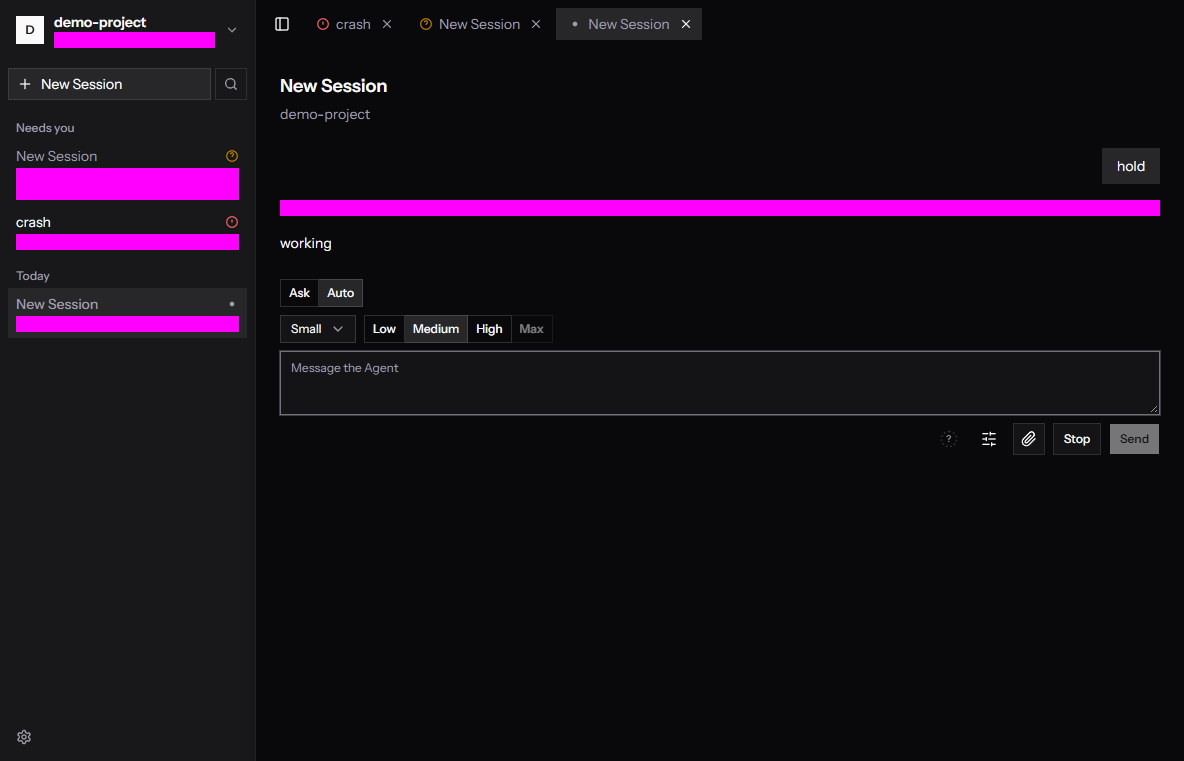 D
demo-project
New Session
Needs you
New Session
crash
Today
New Session
crash
New Session
New Session
New Session
demo-project
hold
working
Ask Auto
Small Low Medium High Max
Message the Agent
? Stop Send